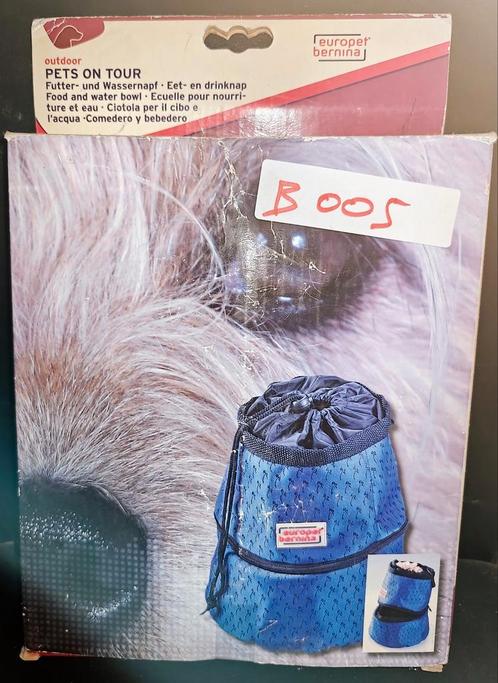 outdoor
PETS ON TOUR
Futter- und Wassernapf · Eet- en drinknap
Food and water bowl · Ecuelle pour nourri-
ture et eau · Ciotola per il cibo e
l'acqua ·Comedero y bebedero
europet
bernina
B 005
europet
bernina